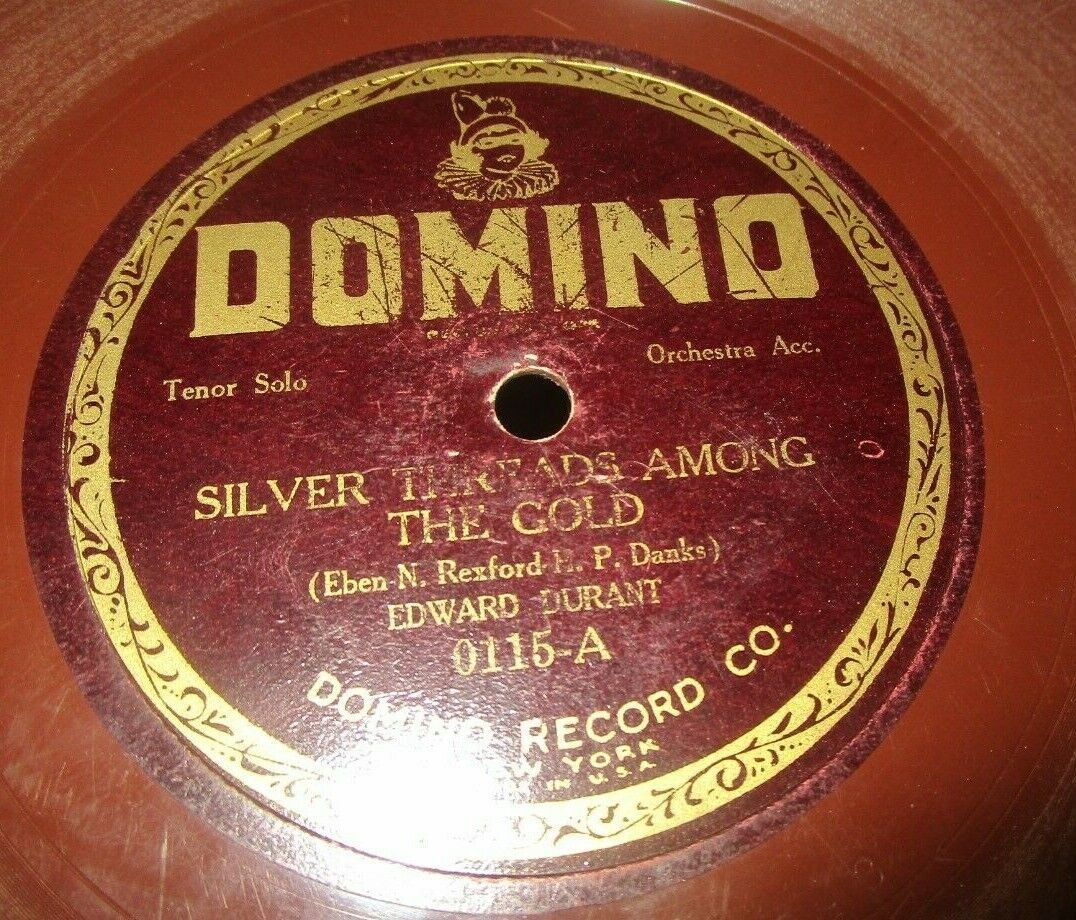 DOMINO
Tenor Solo
Orchestra Acc.
SILVER THREADS AMONG
THE GOLD
(Eben N. Rexford-H. P. Danks)
EDWARD DURANT
0115-A
DOMINO RECORD CO.
YORK
IN U.S.A